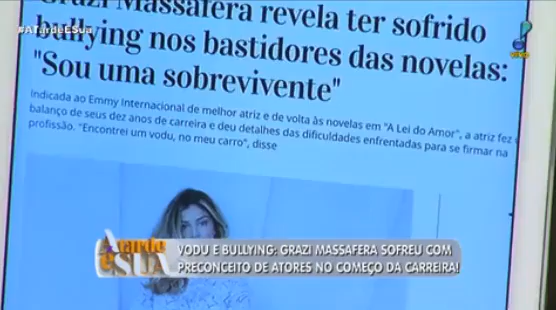 Grazi Massafera revela ter sofrido
#ATardeÉSua
bullying nos bastidores das novelas:
"Sou uma sobrevivente"
Indicada ao Emmy Internacional de melhor atriz e de volta às novelas em "A Lei do Amor", a atriz fez
balanço de seus dez anos de carreira e deu detalhes das dificuldades enfrentadas para se firmar na
profissão. "Encontrei um vodu, no meu carro", disse
A tarde
é SUA
VODU E BULLYING: GRAZI MASSAFERA SOFREU COM
PRECONCEITO DE ATORES NO COMEÇO DA CARREIRA!